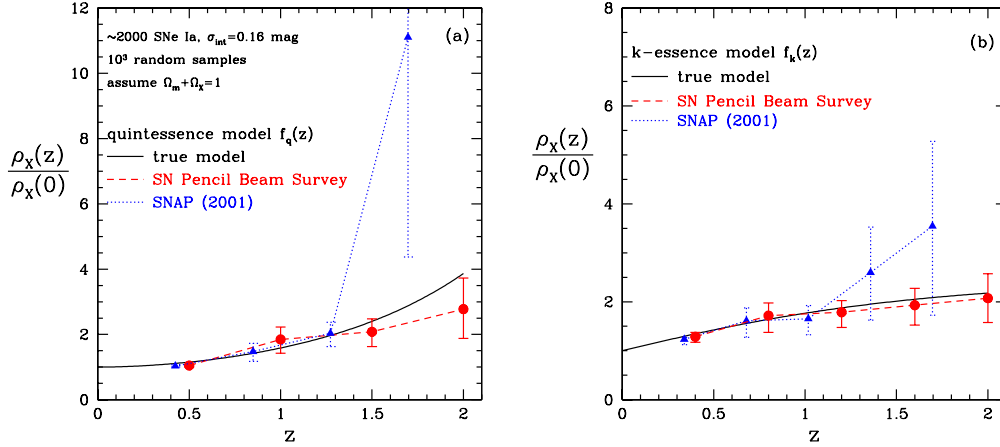 12
10
8
6
4
2
0
0
0.5
1
1.5
2
z
ρX(z)
ρX(0)
(a)
~2000 SNe Ia, σint=0.16 mag
10³ random samples
assume Ωm+ΩX=1
quintessence model fq(z)
true model
SN Pencil Beam Survey
SNAP (2001)
8
6
4
2
0
0
0.5
1
1.5
2
z
ρX(z)
ρX(0)
(b)
k-essence model fk(z)
true model
SN Pencil Beam Survey
SNAP (2001)